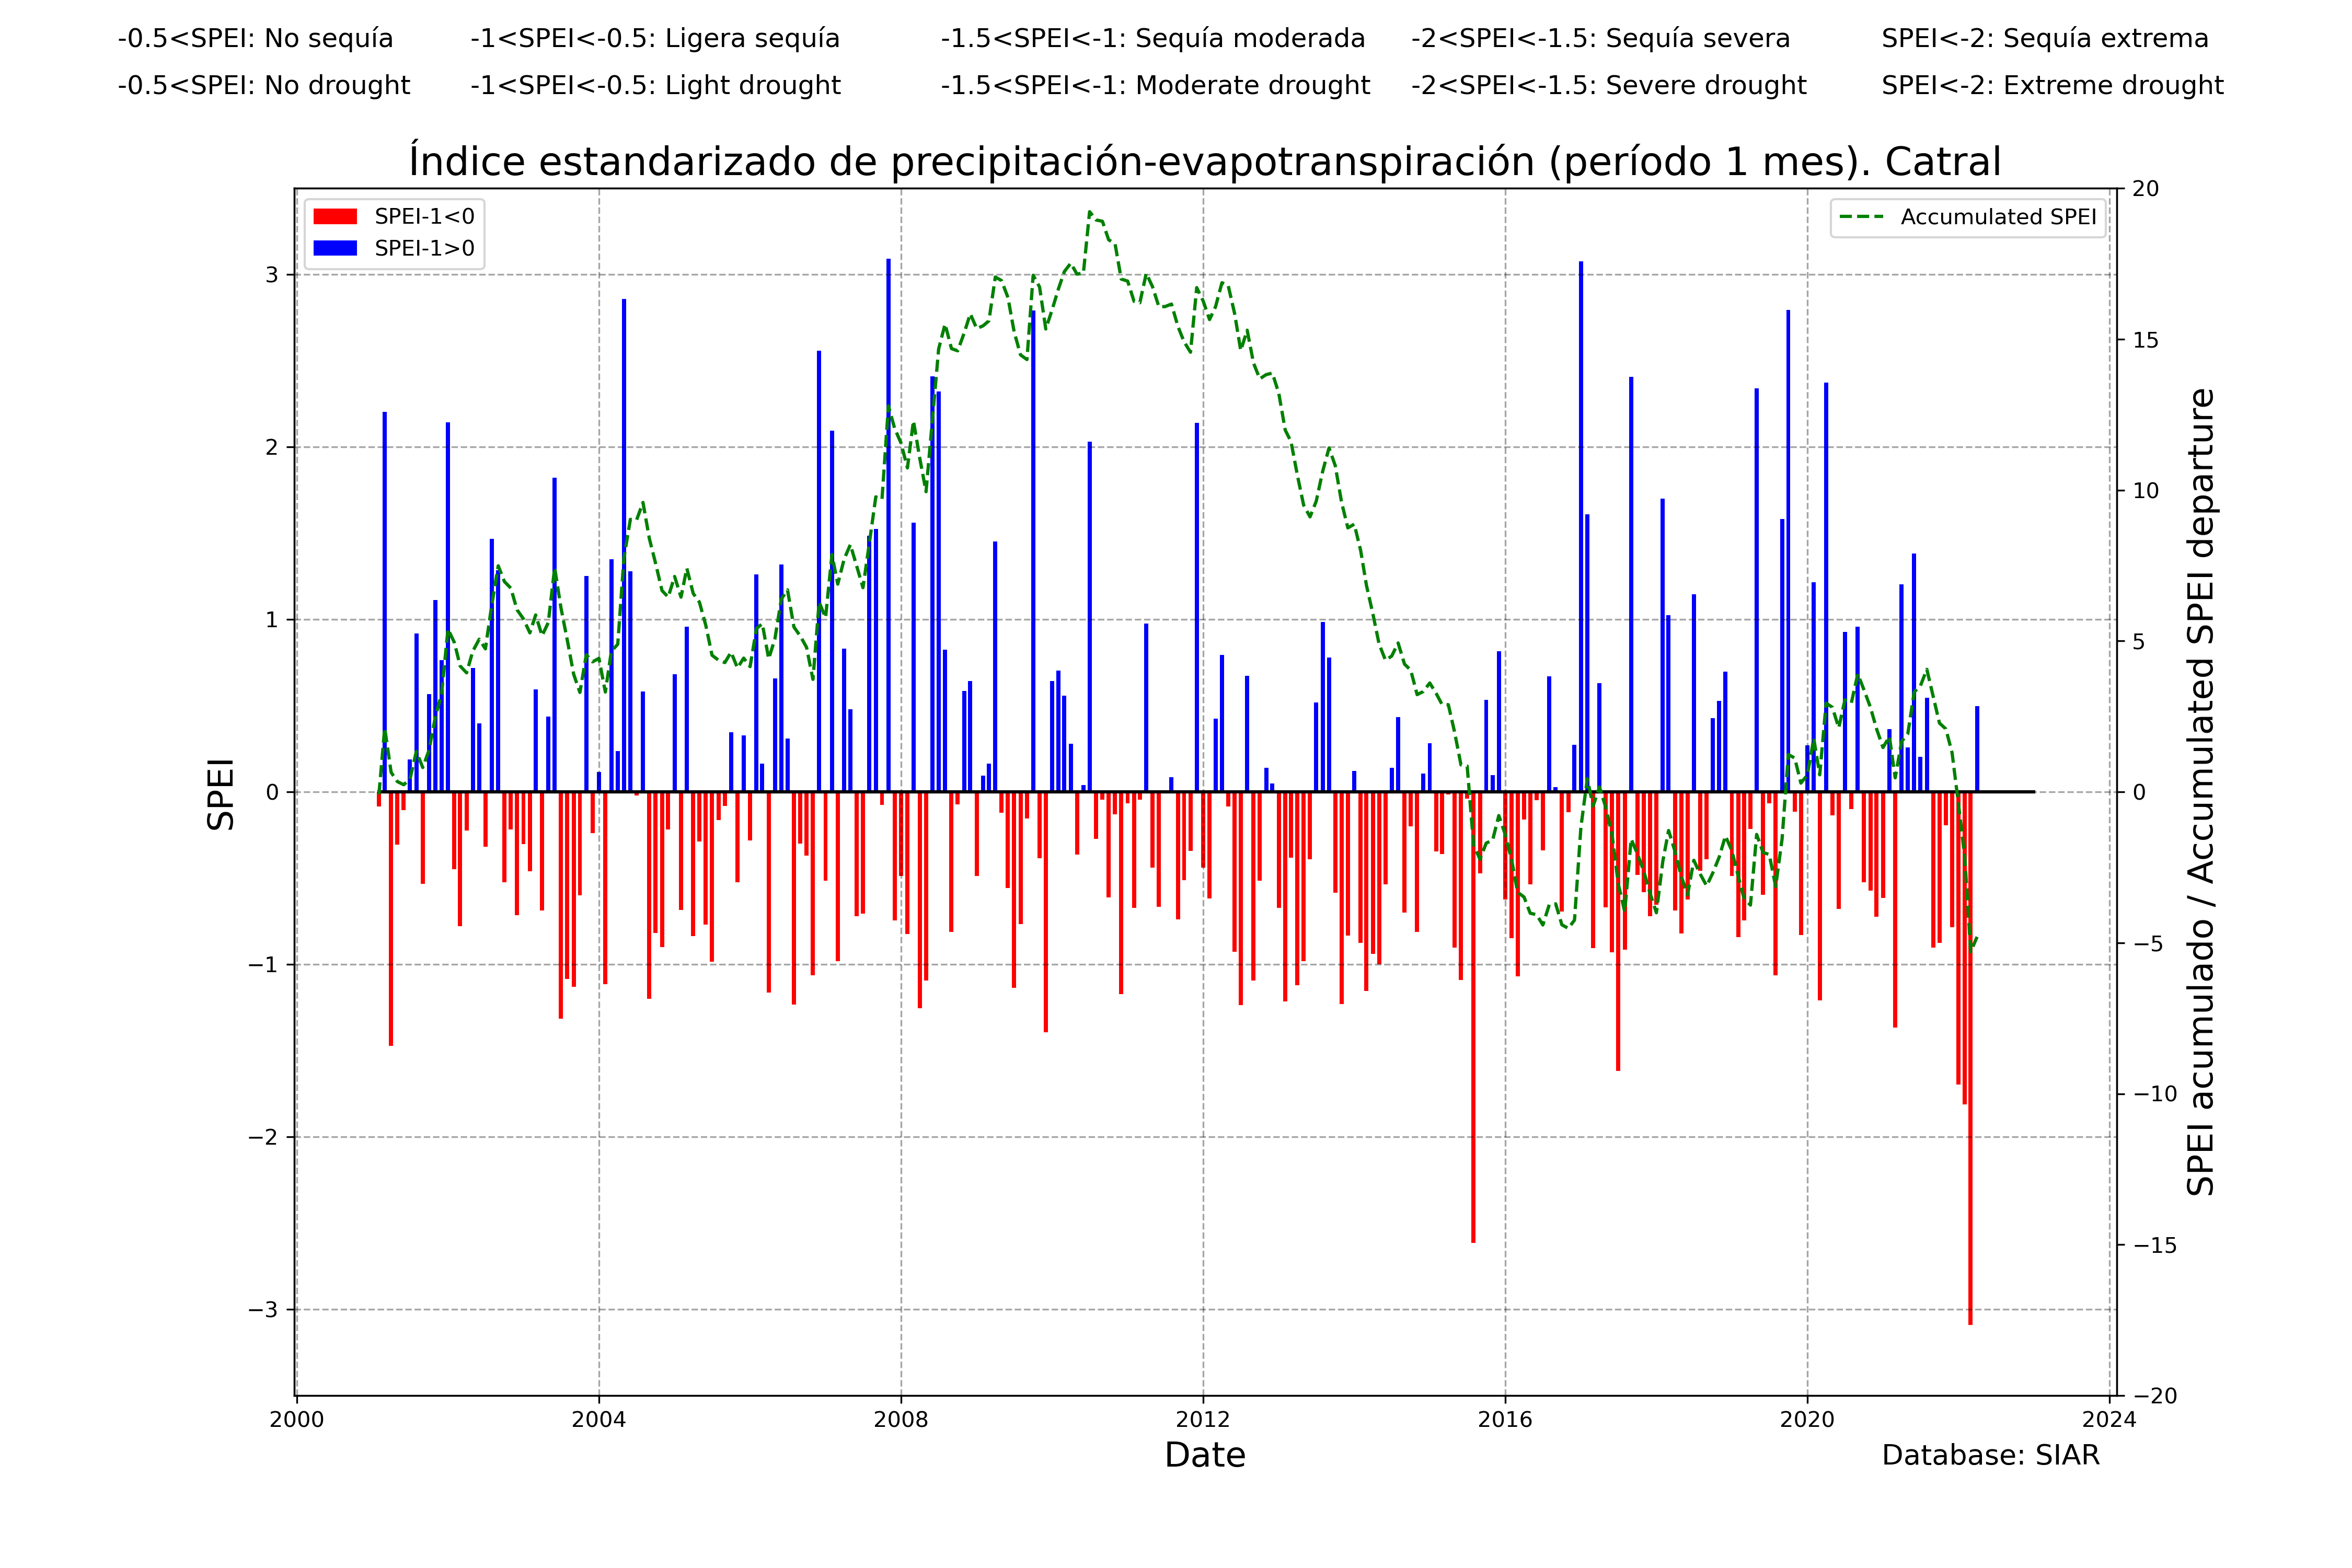 -0.5<SPEI: No sequía -1<SPEI<-0.5: Ligera sequía -1.5<SPEI<-1: Sequía moderada -2<SPEI<-1.5: Sequía severa SPEI<-2: Sequía extrema
-0.5<SPEI: No drought -1<SPEI<-0.5: Light drought -1.5<SPEI<-1: Moderate drought -2<SPEI<-1.5: Severe drought SPEI<-2: Extreme drought
Índice estandarizado de precipitación-evapotranspiración (período 1 mes). Catral
SPEI-1<0
SPEI-1>0
Accumulated SPEI
SPEI
3
2
1
0
−1
−2
−3
20
15
10
5
0
−5
−10
−15
−20
SPEI acumulado / Accumulated SPEI departure
2000 2004 2008 2012 2016 2020 2024
Date
Database: SIAR